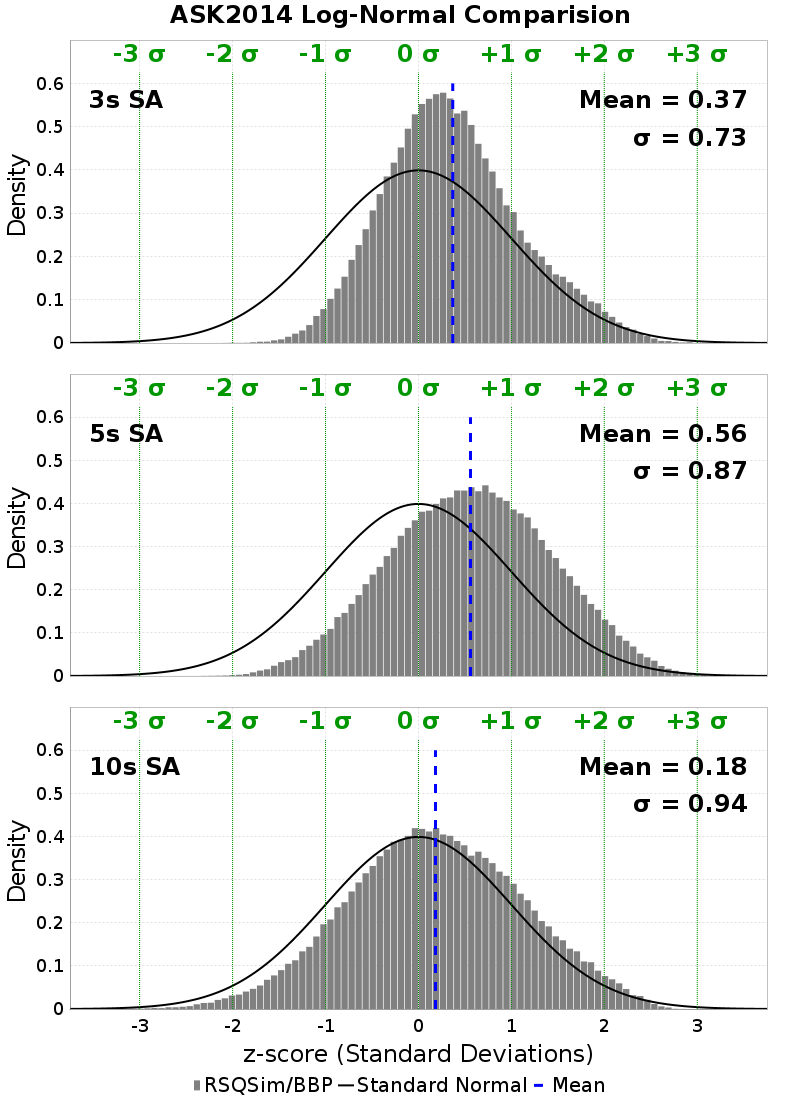 ASK2014 Log-Normal Comparision
-3 σ -2 σ -1 σ 0 σ +1 σ +2 σ +3 σ
3s SA
Mean = 0.37
σ = 0.73
0.6
0.5
0.4
0.3
0.2
0.1
0
Density
-3 σ -2 σ -1 σ 0 σ +1 σ +2 σ +3 σ
5s SA
Mean = 0.56
σ = 0.87
0.6
0.5
0.4
0.3
0.2
0.1
0
Density
-3 σ -2 σ -1 σ 0 σ +1 σ +2 σ +3 σ
10s SA
Mean = 0.18
σ = 0.94
0.6
0.5
0.4
0.3
0.2
0.1
0
Density
-3 -2 -1 0 1 2 3
z-score (Standard Deviations)
RSQSim/BBP Standard Normal Mean